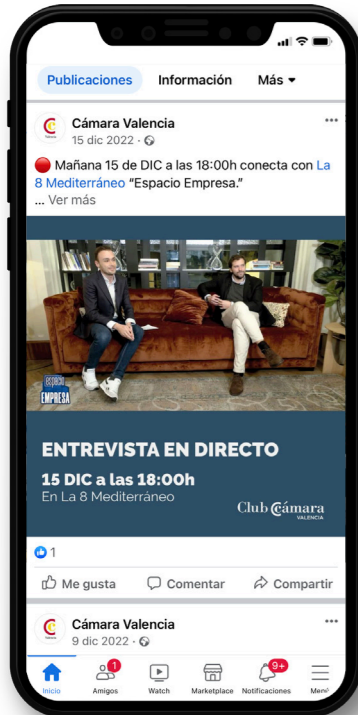 Publicaciones Información Más
Cámara Valencia
15 dic 2022
Mañana 15 de DIC a las 18:00h conecta con La
8 Mediterráneo “Espacio Empresa.”
... Ver más
espacio
EMPRESA
ENTREVISTA EN DIRECTO
15 DIC a las 18:00h
En La 8 Mediterráneo
Club Cámara
VALENCIA
1
Me gusta Comentar Compartir
Cámara Valencia
9 dic 2022
1 9+
Inicio Amigos Watch Marketplace Notificaciones Menú